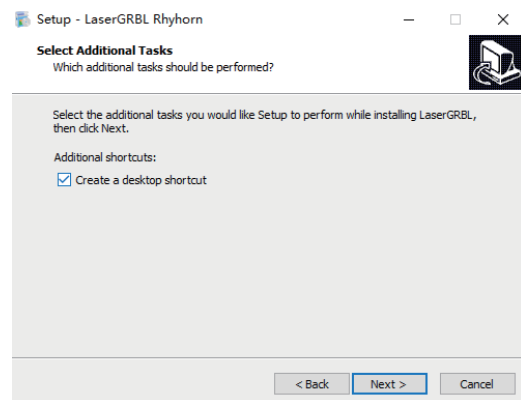 Setup - LaserGRBL Rhyhorn
Select Additional Tasks
Which additional tasks should be performed?
Select the additional tasks you would like Setup to perform while installing LaserGRBL,
then click Next.
Additional shortcuts:
Create a desktop shortcut
< Back
Next >
Cancel